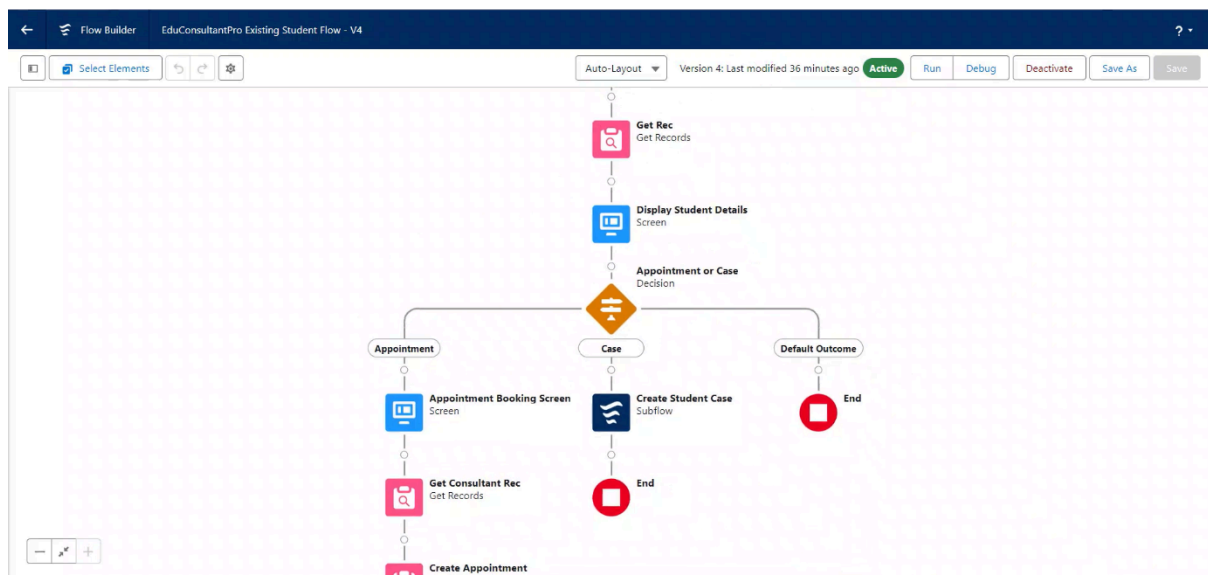 Flow Builder EduConsultantPro Existing Student Flow - V4 ?
Select Elements Auto-Layout Version 4: Last modified 36 minutes ago Active Run Debug Deactivate Save As Save
Get Rec
Get Records
Display Student Details
Screen
Appointment or Case
Decision
Appointment Case Default Outcome
Appointment Booking Screen Create Student Case End
Screen Subflow
Get Consultant Rec End
Get Records
Create Appointment